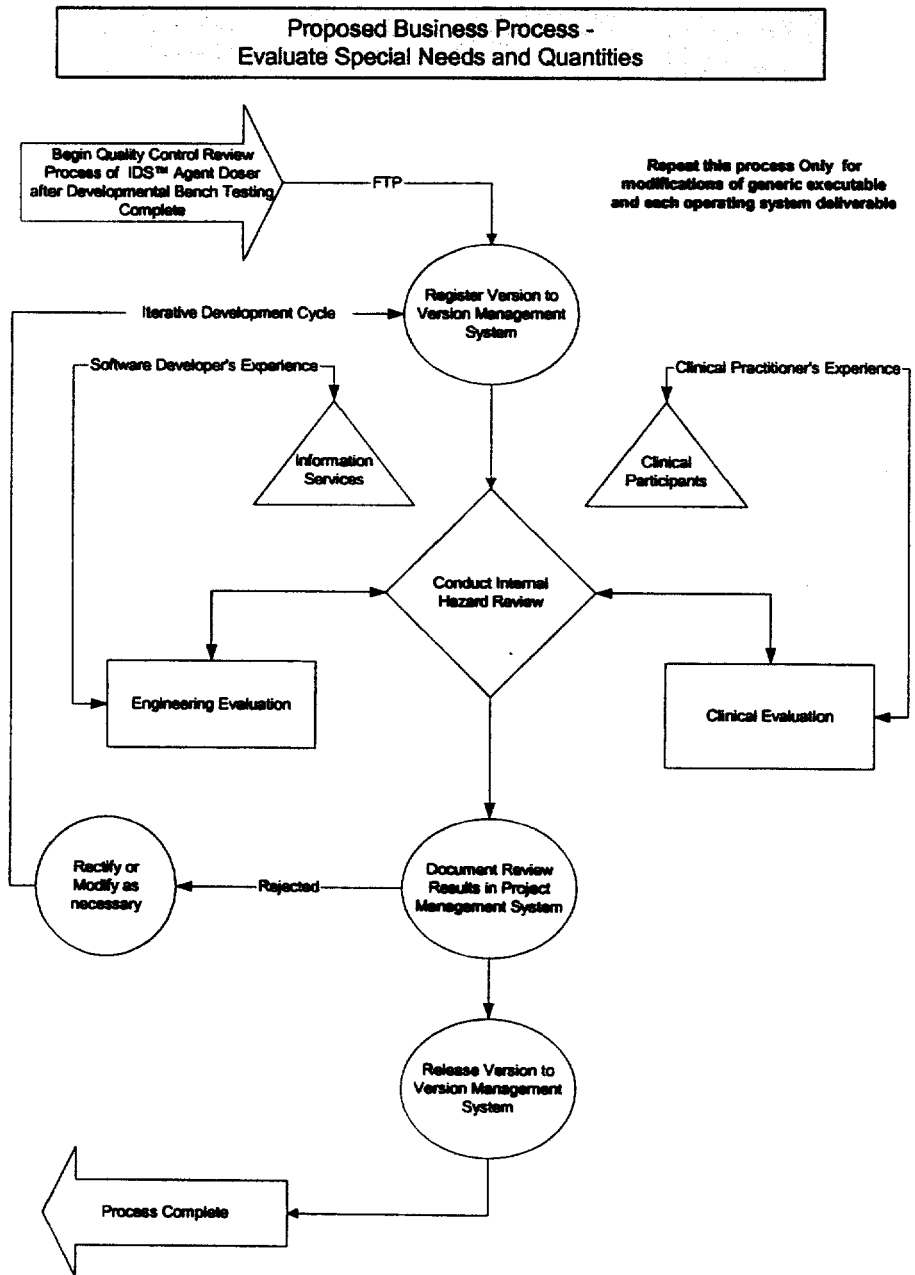 Proposed Business Process -
Evaluate Special Needs and Quantities
Begin Quality Control Review
Process of IDS™ Agent Doser
after Developmental Bench Testing
Complete
FTP
Repeat this process Only for
modifications of generic executable
and each operating system deliverable
Register Version to
Version Management
System
Iterative Development Cycle
Software Developer's Experience
Clinical Practitioner's Experience
Information
Services
Clinical
Participants
Conduct Internal
Hazard Review
Engineering Evaluation
Clinical Evaluation
Rectify or
Modify as
necessary
Rejected
Document Review
Results in Project
Management System
Release Version to
Version Management
System
Process Complete